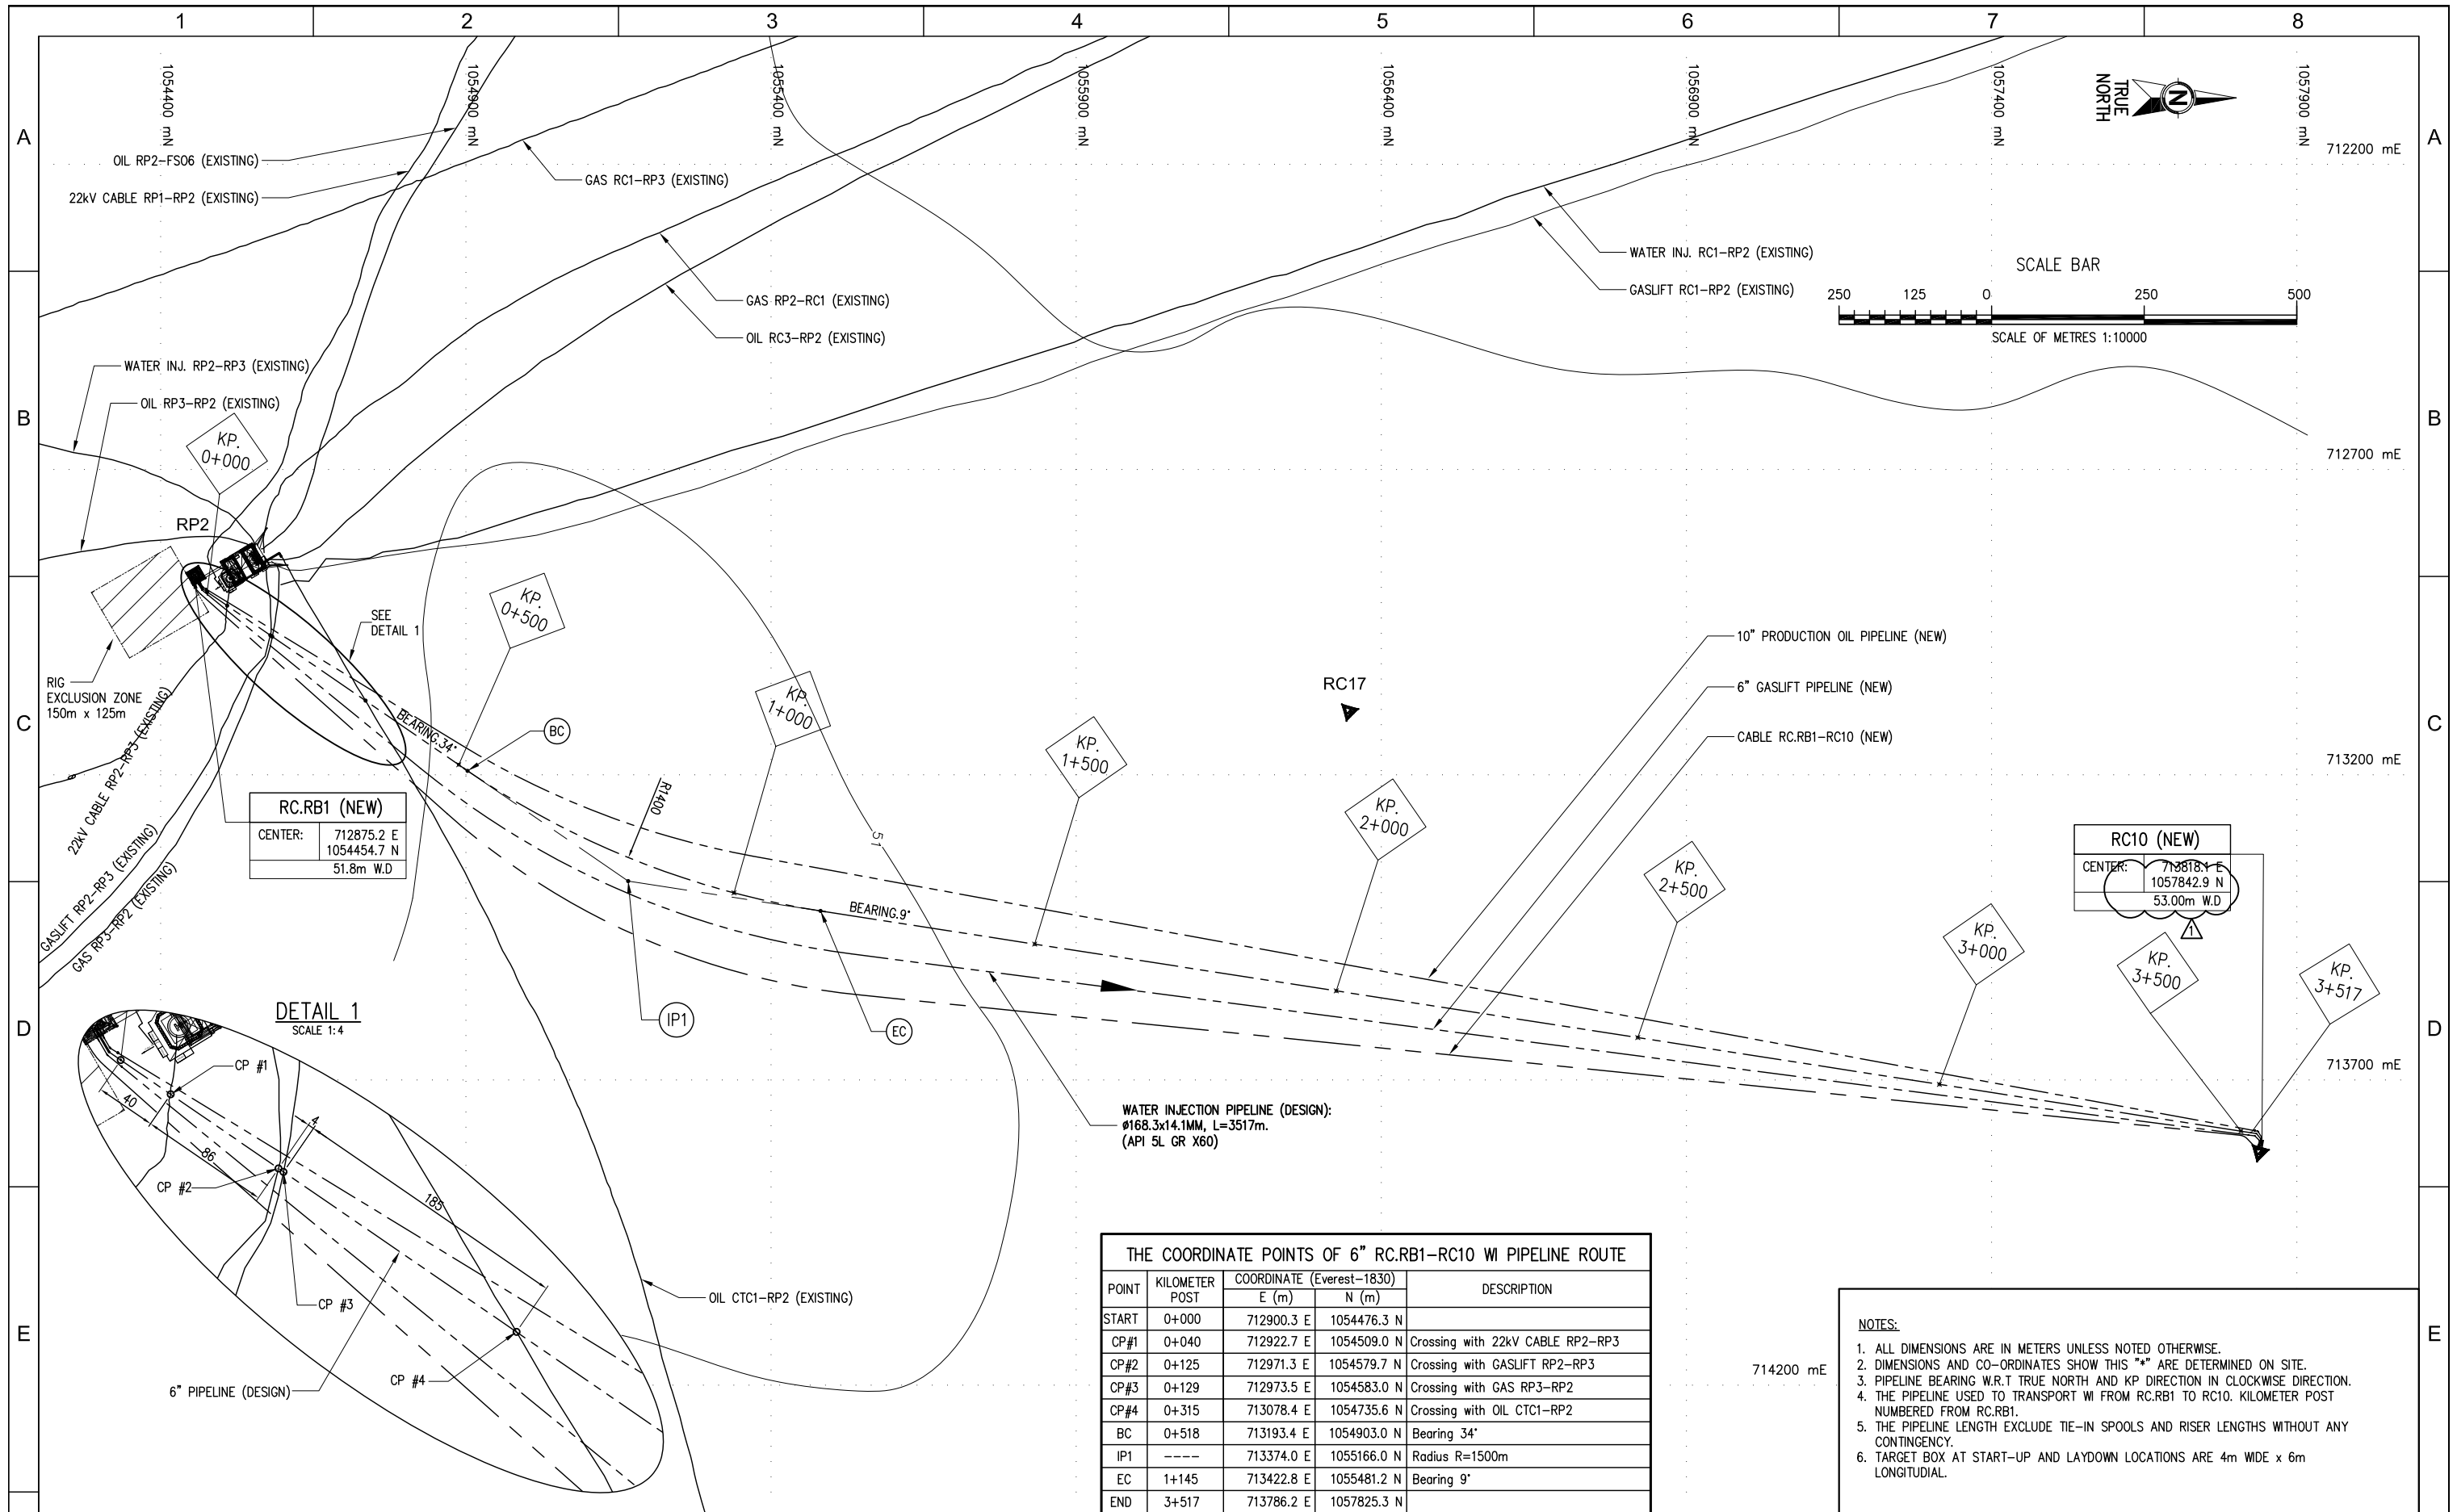 1 2 3 4 5 6 7 8
A
B
C
D
E
A
B
C
D
E
1054400 mN
1054900 mN
1055400 mN
1055900 mN
1056400 mN
1056900 mN
1057400 mN
1057900 mN
TRUE
NORTH
N
712200 mE
712700 mE
713200 mE
713700 mE
714200 mE
OIL RP2-FSO6 (EXISTING)
22kV CABLE RP1-RP2 (EXISTING)
GAS RC1-RP3 (EXISTING)
GAS RP2-RC1 (EXISTING)
OIL RC3-RP2 (EXISTING)
WATER INJ. RC1-RP2 (EXISTING)
GASLIFT RC1-RP2 (EXISTING)
SCALE BAR
250 125 0 250 500
SCALE OF METRES 1:10000
WATER INJ. RP2-RP3 (EXISTING)
OIL RP3-RP2 (EXISTING)
KP.
0+000
RP2
SEE
DETAIL 1
KP.
0+500
RIG
EXCLUSION ZONE
150m x 125m
22kV CABLE RP2-RP3 (EXISTING)
GASLIFT RP2-RP3 (EXISTING)
GAS RP3-RP2 (EXISTING)
BEARING.34°
BC
KP.
1+000
R1400
51
KP.
1+500
RC17
KP.
2+000
KP.
2+500
KP.
3+000
KP.
3+500
KP.
3+517
10" PRODUCTION OIL PIPELINE (NEW)
6" GASLIFT PIPELINE (NEW)
CABLE RC.RB1-RC10 (NEW)
RC.RB1 (NEW)
CENTER: 712875.2 E
1054454.7 N
51.8m W.D
RC10 (NEW)
CENTER: 713818.1 E
1057842.9 N
53.00m W.D
1
BEARING.9°
IP1
EC
DETAIL 1
SCALE 1:4
CP #1
40
86
4
185
CP #2
CP #3
CP #4
6" PIPELINE (DESIGN)
OIL CTC1-RP2 (EXISTING)
WATER INJECTION PIPELINE (DESIGN):
ø168.3x14.1MM, L=3517m.
(API 5L GR X60)
THE COORDINATE POINTS OF 6" RC.RB1-RC10 WI PIPELINE ROUTE
POINT KILOMETER POST COORDINATE (Everest-1830) DESCRIPTION
E (m) N (m)
START 0+000 712900.3 E 1054476.3 N
CP#1 0+040 712922.7 E 1054509.0 N Crossing with 22kV CABLE RP2-RP3
CP#2 0+125 712971.3 E 1054579.7 N Crossing with GASLIFT RP2-RP3
CP#3 0+129 712973.5 E 1054583.0 N Crossing with GAS RP3-RP2
CP#4 0+315 713078.4 E 1054735.6 N Crossing with OIL CTC1-RP2
BC 0+518 713193.4 E 1054903.0 N Bearing 34°
IP1 ---- 713374.0 E 1055166.0 N Radius R=1500m
EC 1+145 713422.8 E 1055481.2 N Bearing 9°
END 3+517 713786.2 E 1057825.3 N
NOTES:
1. ALL DIMENSIONS ARE IN METERS UNLESS NOTED OTHERWISE.
2. DIMENSIONS AND CO-ORDINATES SHOW THIS "*" ARE DETERMINED ON SITE.
3. PIPELINE BEARING W.R.T TRUE NORTH AND KP DIRECTION IN CLOCKWISE DIRECTION.
4. THE PIPELINE USED TO TRANSPORT WI FROM RC.RB1 TO RC10. KILOMETER POST
NUMBERED FROM RC.RB1.
5. THE PIPELINE LENGTH EXCLUDE TIE-IN SPOOLS AND RISER LENGTHS WITHOUT ANY
CONTINGENCY.
6. TARGET BOX AT START-UP AND LAYDOWN LOCATIONS ARE 4m WIDE x 6m
LONGITUDIAL.